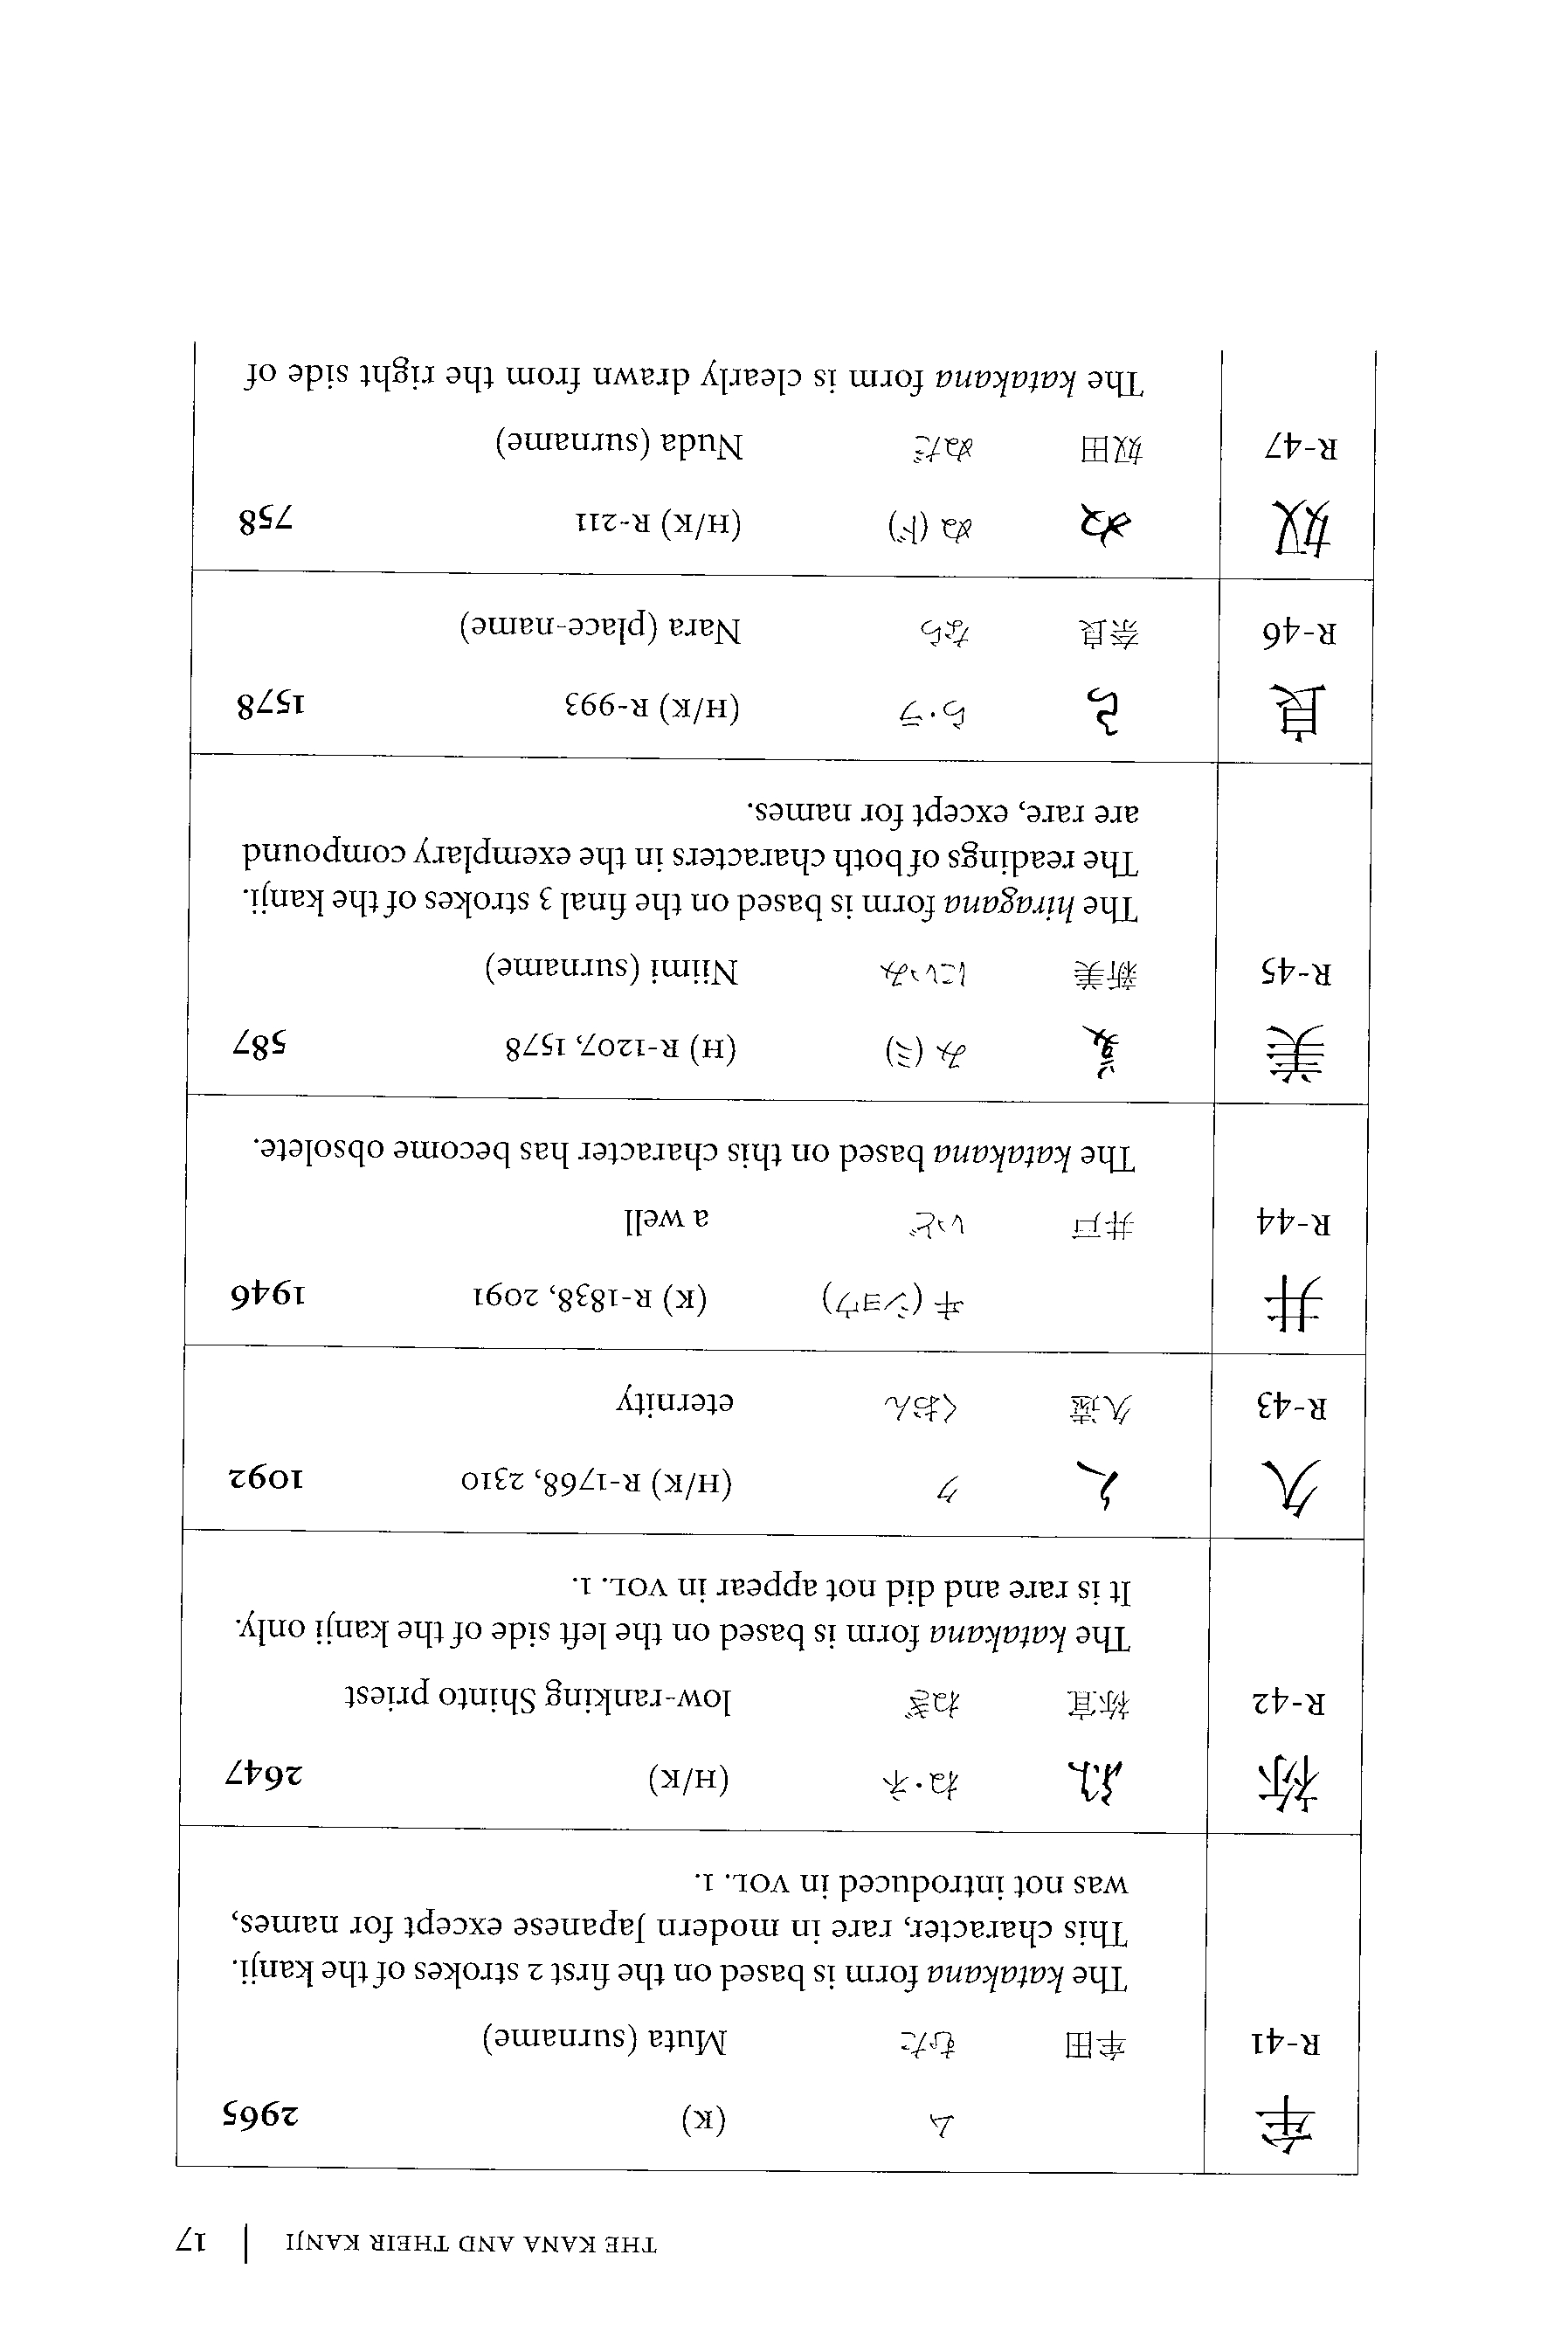 THE KANA AND THEIR KANJI | 17
牟 ム (K) 2965
R-41 牟田 むた Muta (surname)
The katakana form is based on the first 2 strokes of the kanji.
This character, rare in modern Japanese except for names,
was not introduced in VOL. 1.
祢 ね・ネ (H/K) 2647
R-42 祢宜 ねぎ low-ranking Shinto priest
The katakana form is based on the left side of the kanji only.
It is rare and did not appear in VOL. 1.
久 ク (H/K) R-1768, 2310 1092
R-43 久遠 くおん eternity
井 ヰ (ショウ) (K) R-1838, 2091 1946
R-44 井戸 いど a well
The katakana based on this character has become obsolete.
美 み (ミ) (H) R-1207, 1578 587
R-45 新美 にいみ Niimi (surname)
The hiragana form is based on the final 3 strokes of the kanji.
The readings of both characters in the exemplary compound
are rare, except for names.
良 ら・ラ (H/K) R-993 1578
R-46 奈良 なら Nara (place-name)
奴 ぬ ぬ (ド) (H/K) R-211 758
R-47 奴田 ぬだ Nuda (surname)
The katakana form is clearly drawn from the right side of